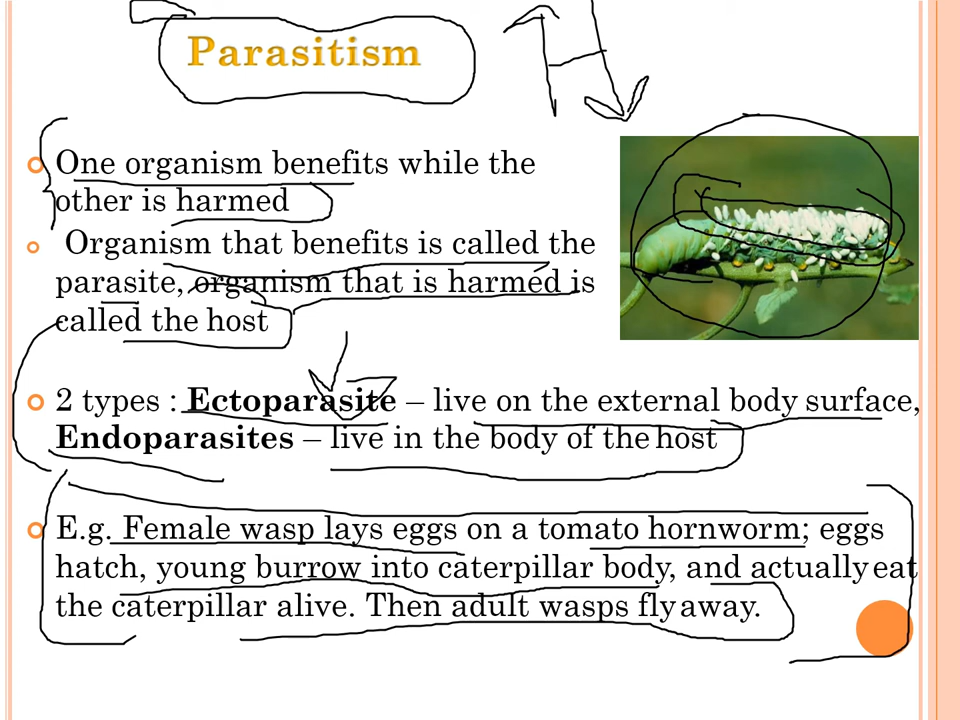 Parasitism
One organism benefits while the
other is harmed
Organism that benefits is called the
parasite, organism that is harmed is
called the host
2 types : Ectoparasite – live on the external body surface,
Endoparasites – live in the body of the host
E.g. Female wasp lays eggs on a tomato hornworm; eggs
hatch, young burrow into caterpillar body, and actually eat
the caterpillar alive. Then adult wasps fly away.